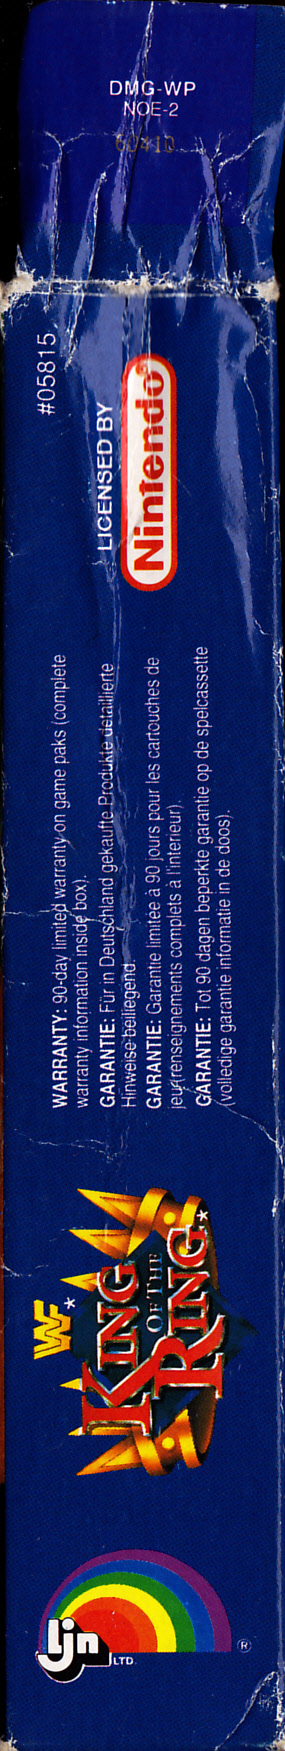 DMG-WP
NOE-2
60410
#05815
LICENSED BY
Nintendo®
WARRANTY: 90-day limited warranty on game paks (complete
warranty information inside box).
GARANTIE: Für in Deutschland gekaufte Produkte detaillierte
Hinweise beiliegend
GARANTIE: Garantie limitée à 90 jours pour les cartouches de
jeu (renseignements complets à l'interieur).
GARANTIE: Tot 90 dagen beperkte garantie op de spelcassette
(volledige garantie informatie in de doos).
WF*
KING
OF THE
RING*
ljn
LTD.
®